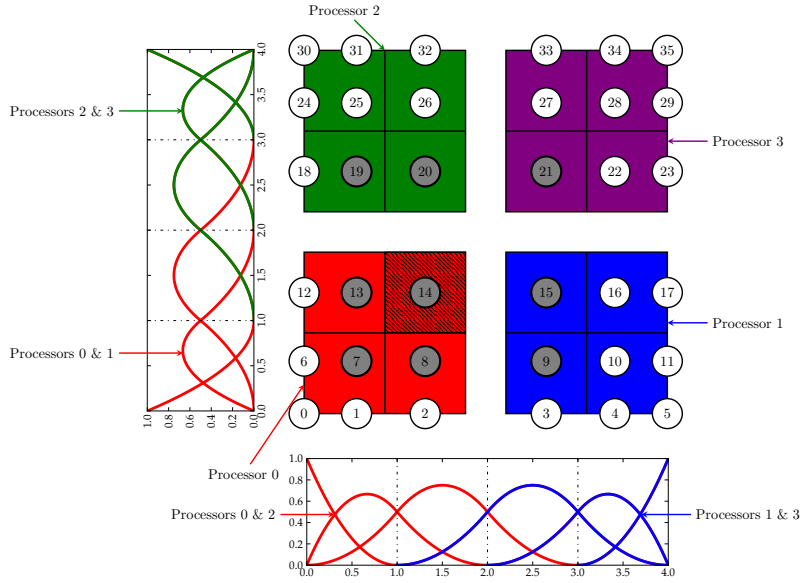 Processor 2
30 31 32 33 34 35
4.0
24 25 26 27 28 29
3.5
Processors 2 & 3
3.0
Processor 3
18 19 20 21 22 23
2.5
2.0
12 13 14 15 16 17
1.5
Processor 1
1.0
Processors 0 & 1
6 7 8 9 10 11
0.5
0 1 2 3 4 5
0.0
1.0 0.8 0.6 0.4 0.2 0.0
Processor 0
1.0
0.8
0.6
Processors 0 & 2
Processors 1 & 3
0.4
0.2
0.0
0.0 0.5 1.0 1.5 2.0 2.5 3.0 3.5 4.0